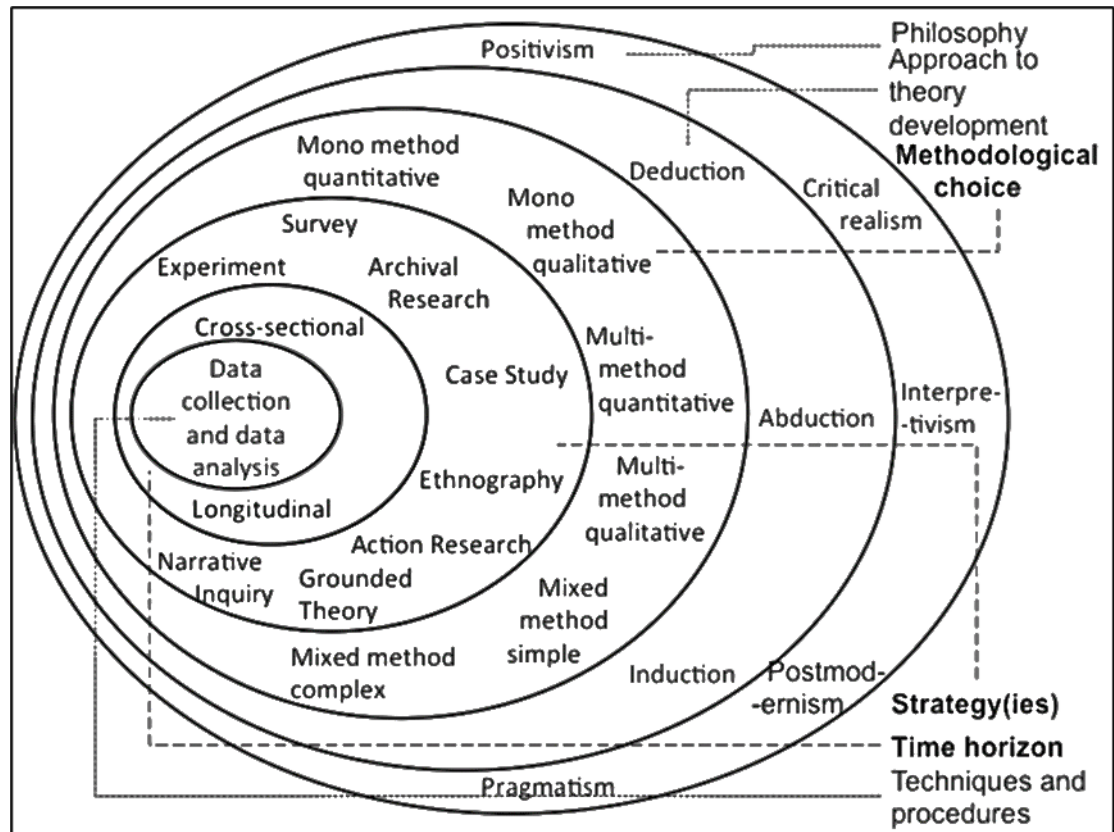 Positivism
Philosophy
Approach to
theory
development
Methodological
choice
Mono method
quantitative
Deduction
Critical
realism
Mono
method
qualitative
Survey
Experiment
Archival
Research
Cross-sectional
Multi-
method
quantitative
Case Study
Data
collection
and data
analysis
Abduction
Interpre-
-tivism
Multi-
method
qualitative
Ethnography
Longitudinal
Action Research
Narrative
Inquiry
Grounded
Theory
Mixed
method
simple
Mixed method
complex
Induction
Postmod-
-ernism
Strategy(ies)
Time horizon
Techniques and
procedures
Pragmatism